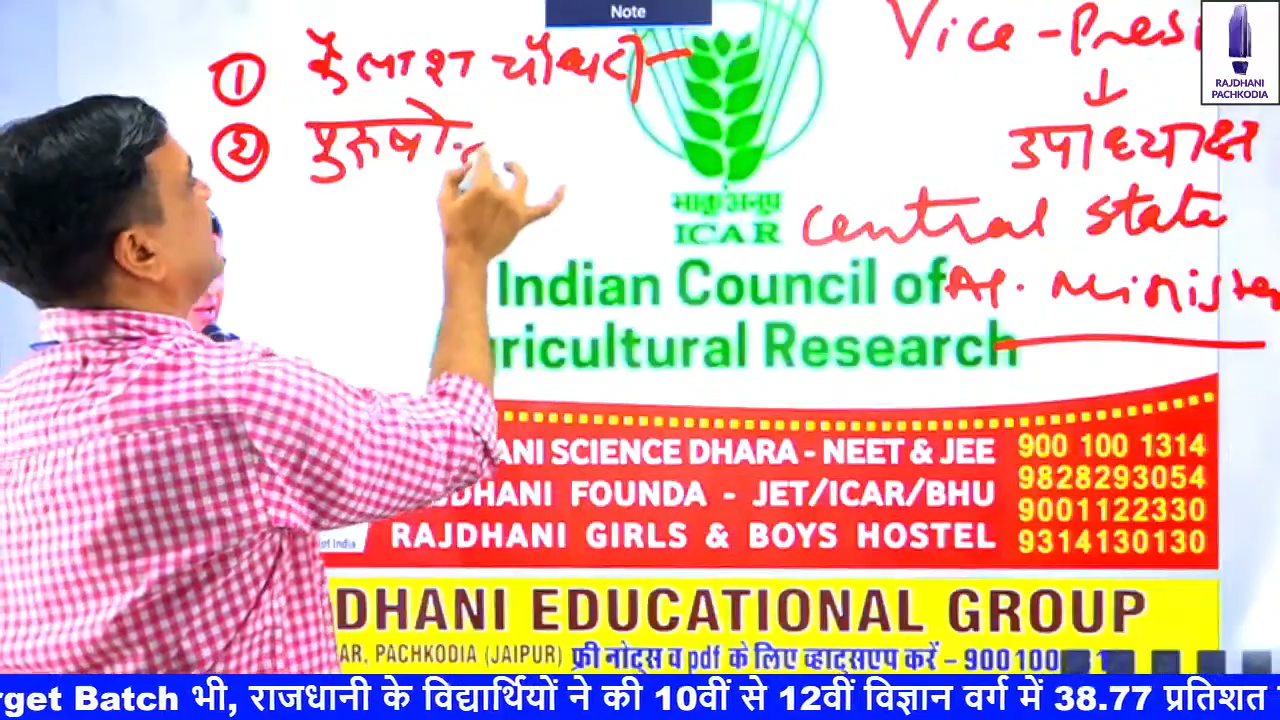 Note
① कैलाश चौधरी
② पुरुषो
Vice - Presi
↓
उपाध्यक्ष
Central State
Ag. Minister
RAJDHANI
PACHKODIA
भाकृअनुप
ICAR
Indian Council of
ricultural Research
ANI SCIENCE DHARA - NEET & JEE
DHANI FOUNDA - JET/ICAR/BHU
RAJDHANI GIRLS & BOYS HOSTEL
900 100 1314
9828293054
9001122330
9314130130
of India
DHANI EDUCATIONAL GROUP
AR, PACHKODIA (JAIPUR) फ्री नोट्स व pdf के लिए व्हाट्सएप करें – 900100
rget Batch भी, राजधानी के विद्यार्थियों ने की 10वीं से 12वीं विज्ञान वर्ग में 38.77 प्रतिशत